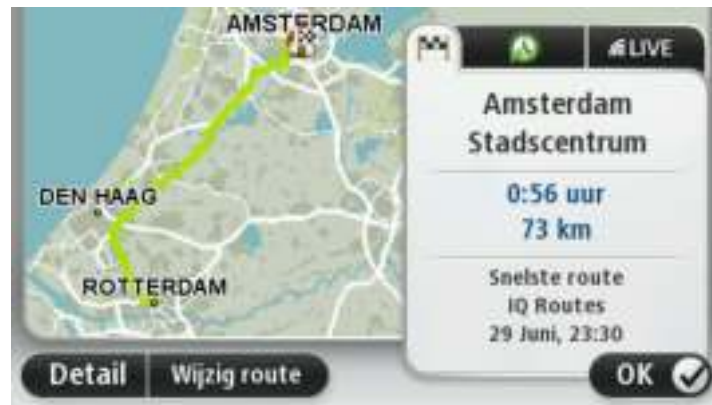 AMSTERDAM
DEN HAAG
ROTTERDAM
LIVE
Amsterdam
Stadscentrum
0:56 uur
73 km
Snelste route
IQ Routes
29 Juni, 23:30
Detail
Wijzig route
OK